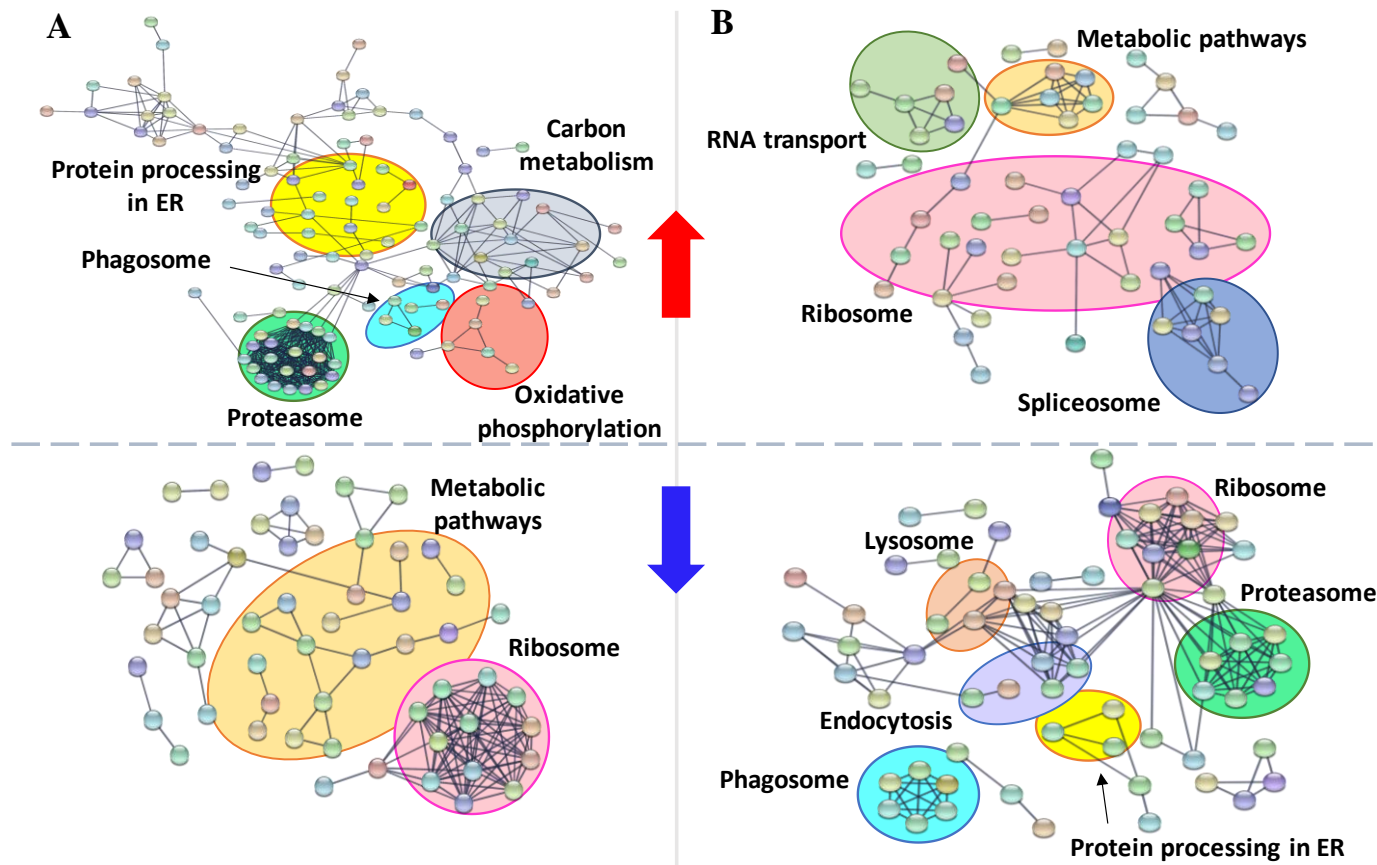 A
Protein processing
in ER
Carbon
metabolism
Phagosome
Proteasome
Oxidative
phosphorylation
Metabolic
pathways
Ribosome
B
Metabolic pathways
RNA transport
Ribosome
Spliceosome
Ribosome
Lysosome
Proteasome
Endocytosis
Phagosome
Protein processing in ER